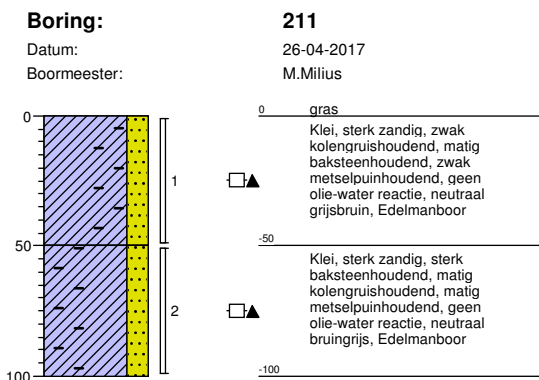 Boring: 211
Datum: 26-04-2017
Boormeester: M.Milius
0
0 gras
Klei, sterk zandig, zwak
kolengruishoudend, matig
baksteenhoudend, zwak
metselpuinhoudend, geen
olie-water reactie, neutraal
grijsbruin, Edelmanboor
1
50
-50
Klei, sterk zandig, sterk
baksteenhoudend, matig
kolengruishoudend, matig
metselpuinhoudend, geen
olie-water reactie, neutraal
bruingrijs, Edelmanboor
2
100
-100